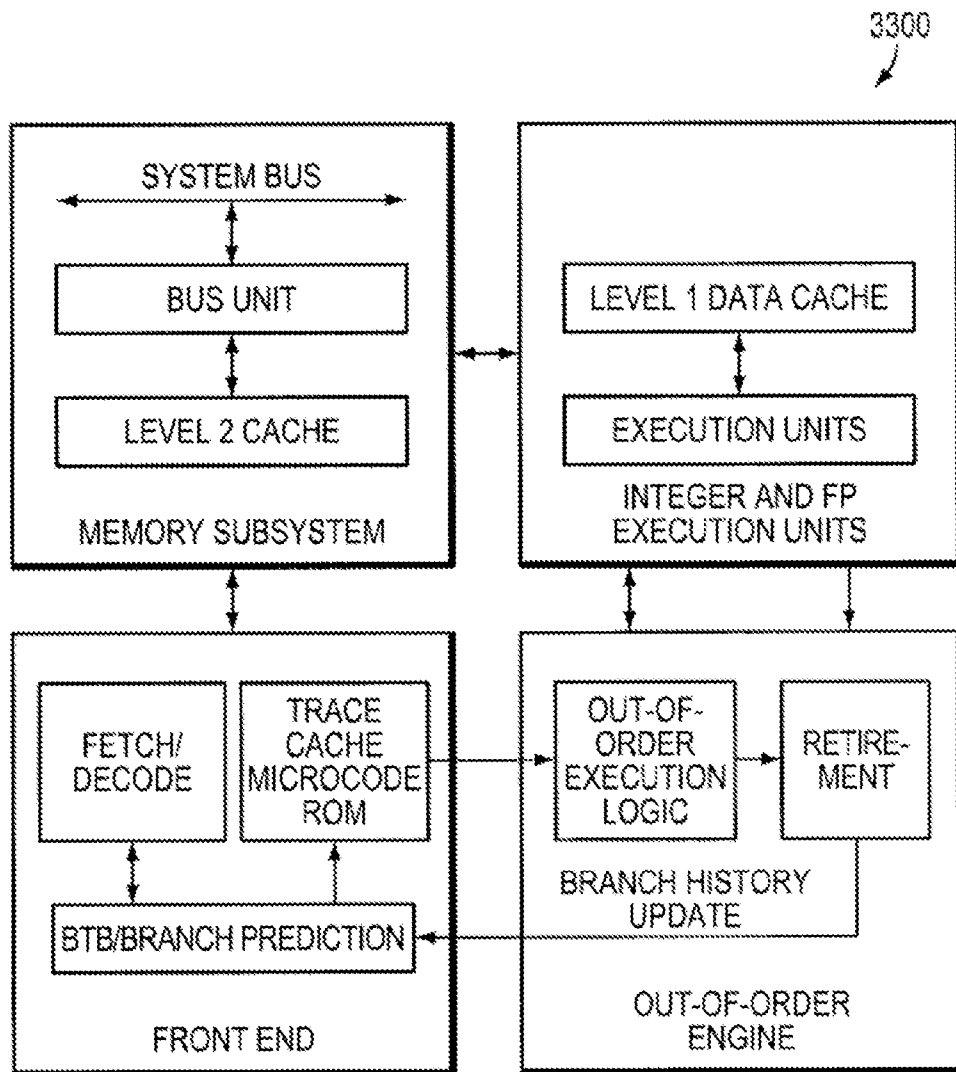 3300
SYSTEM BUS
BUS UNIT
LEVEL 2 CACHE
MEMORY SUBSYSTEM
LEVEL 1 DATA CACHE
EXECUTION UNITS
INTEGER AND FP
EXECUTION UNITS
FETCH/
DECODE
TRACE
CACHE
MICROCODE
ROM
BTB/BRANCH PREDICTION
FRONT END
OUT-OF-
ORDER
EXECUTION
LOGIC
RETIRE-
MENT
BRANCH HISTORY
UPDATE
OUT-OF-ORDER
ENGINE